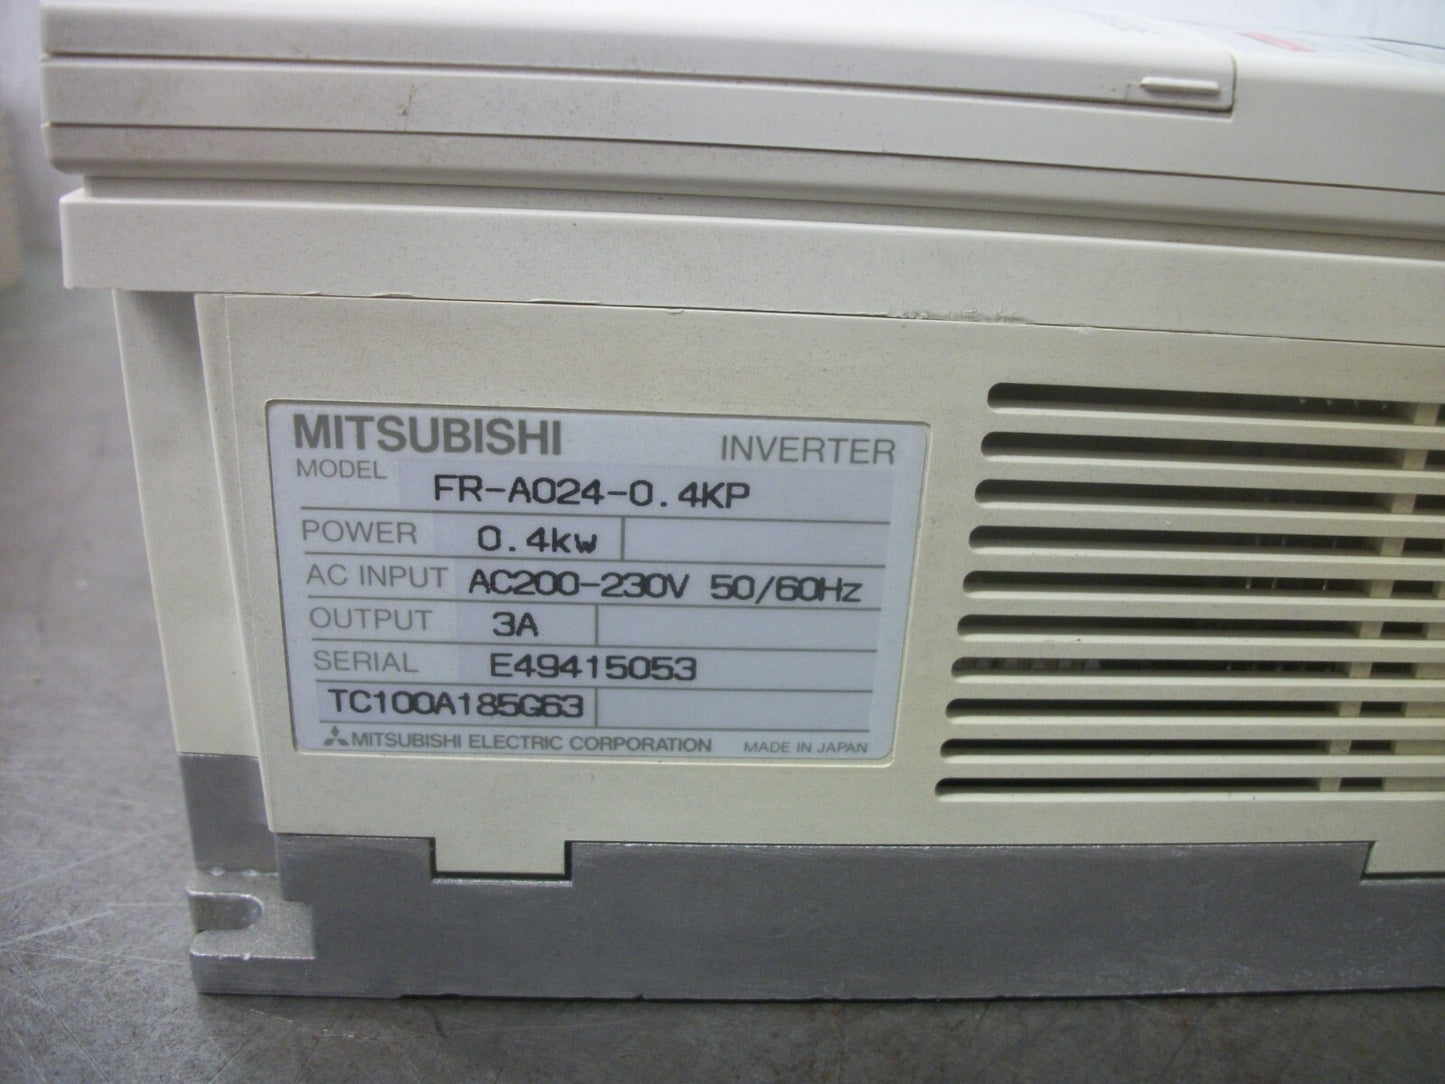 MITSUBISHI INVERTER
MODEL FR-A024-0.4KP
POWER 0.4kw
AC INPUT AC200-230V 50/60Hz
OUTPUT 3A
SERIAL E49415053
TC100A185G63
MITSUBISHI ELECTRIC CORPORATION MADE IN JAPAN